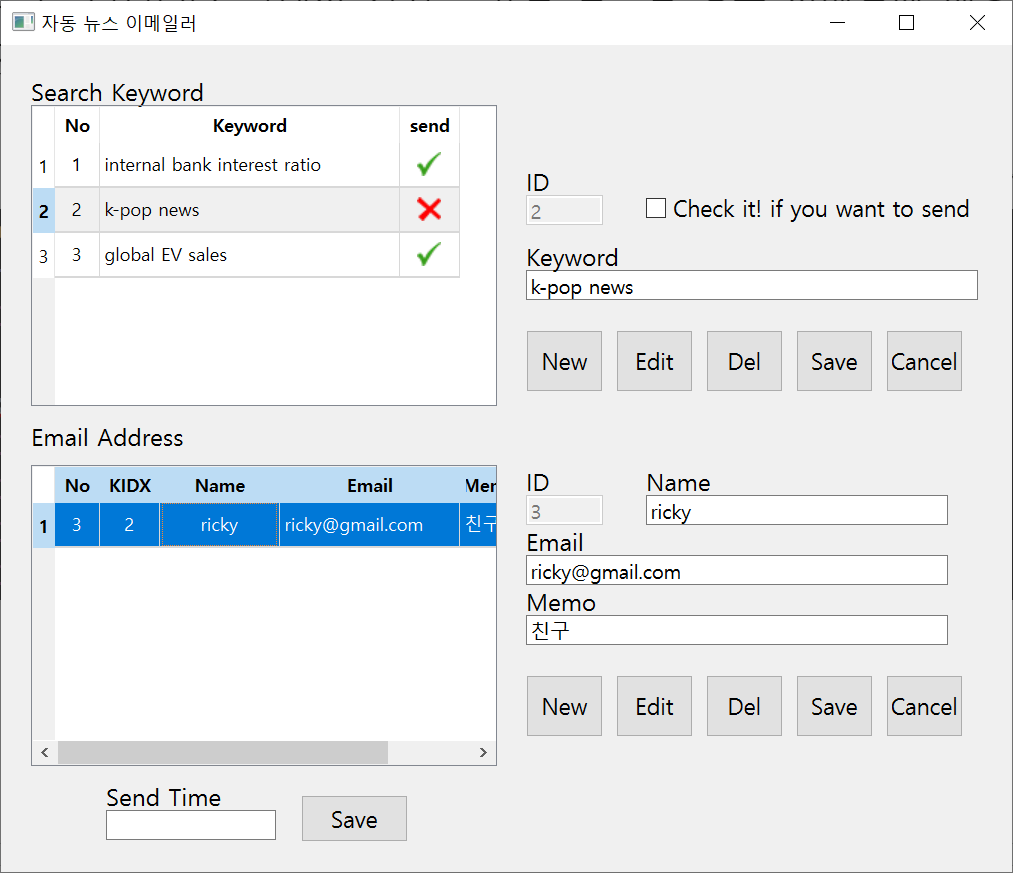 자동 뉴스 이메일러
Search Keyword
No Keyword send
1 1 internal bank interest ratio
2 2 k-pop news
3 3 global EV sales
ID
2
Check it! if you want to send
Keyword
k-pop news
New Edit Del Save Cancel
Email Address
No KIDX Name Email Mer
1 3 2 ricky ricky@gmail.com 친구
ID Name
3 ricky
Email
ricky@gmail.com
Memo
친구
New Edit Del Save Cancel
Send Time
Save